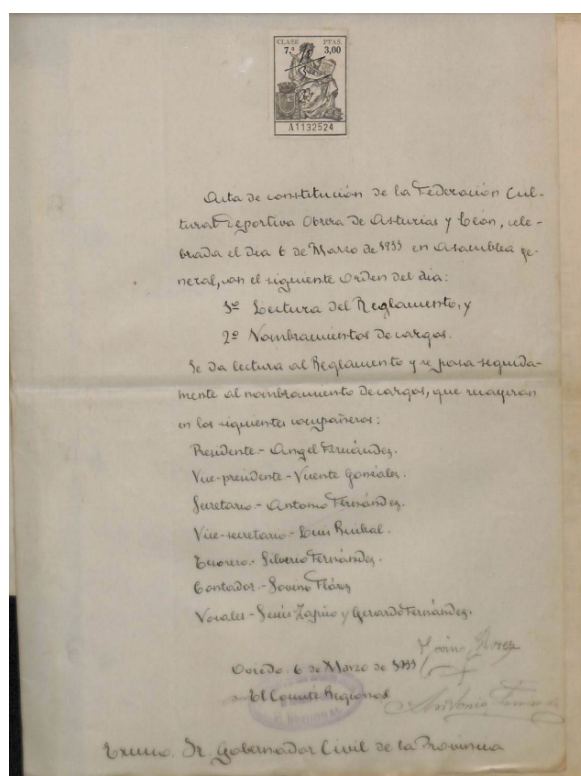 CLASE 7.ª PTAS. 3,00
A1132524
Acta de constitución de la Federación Cul-
tural Deportiva Obrera de Asturias y León, cele-
brada el dia 6 de Marzo de 1933 en Asamblea ge-
neral, con el siguiente Orden del dia:
1º Lectura del Reglamento, y
2º Nombramientos de cargos.
Se da lectura al Reglamento y se pasa seguida-
mente al nombramiento de cargos, que recayeron
en los siguientes compañeros:
Presidente.- Angel Fernández.
Vice-presidente - Vicente González.
Secretario.- Antonio Fernández.
Vice-secretario.- Luis
Tesorero.- Silverio Fernández.
Contador.- Flórez
Vocales - Jesús Zapico y Gerardo Fernández.
Oviedo 6 de Marzo de 1933
El Comité Regional
Antonio
Excmo. Sr. Gobernador Civil de la Provincia